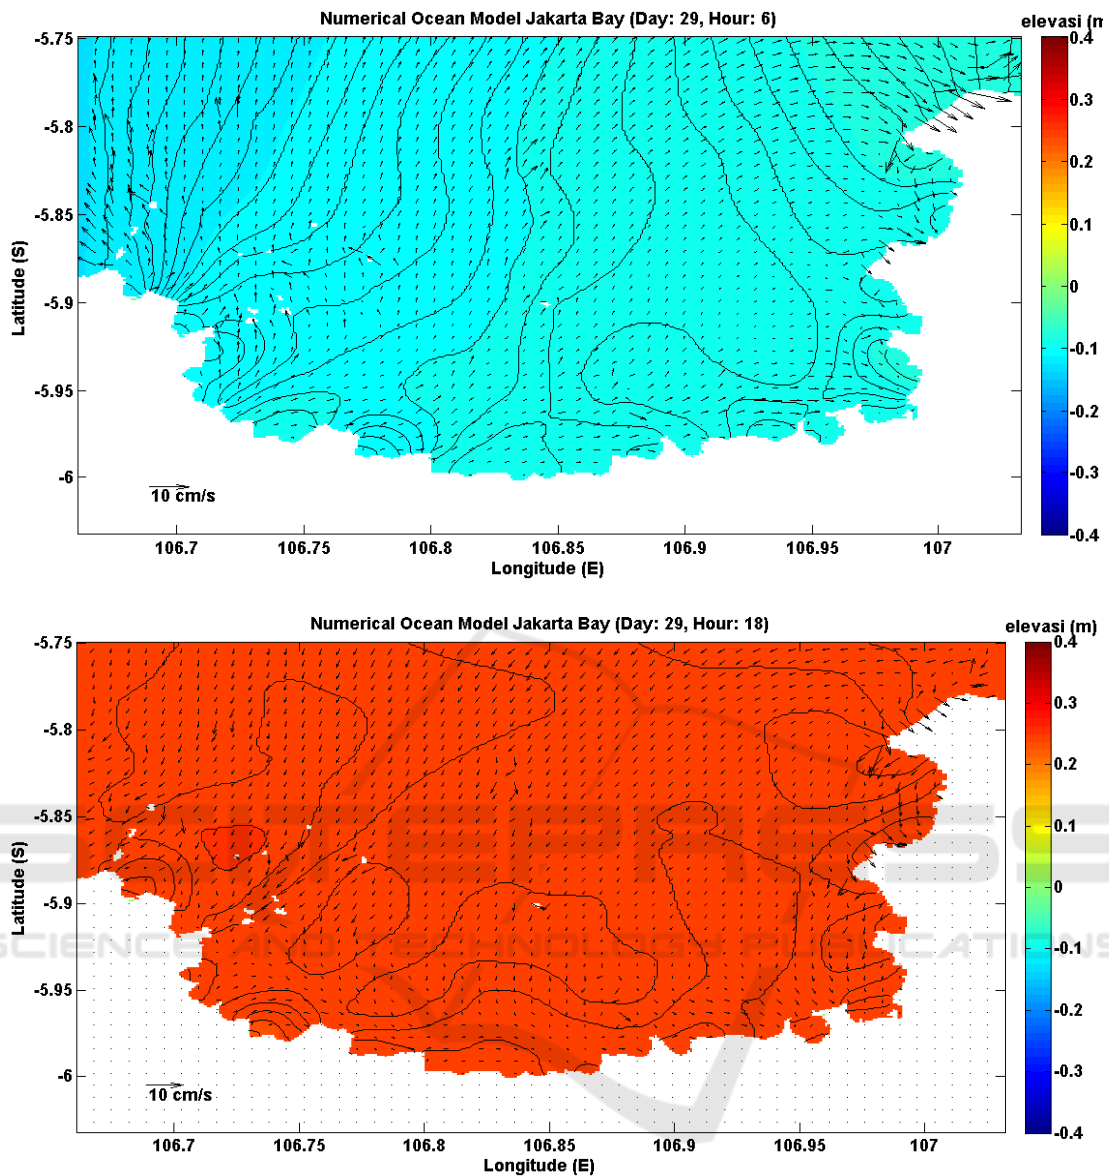 Numerical Ocean Model Jakarta Bay (Day: 29, Hour: 6)
elevasi (m
-5.75
-5.8
-5.85
-5.9
-5.95
-6
Latitude (S)
10 cm/s
106.7 106.75 106.8 106.85 106.9 106.95 107
Longitude (E)
0.4
0.3
0.2
0.1
0
-0.1
-0.2
-0.3
-0.4
Numerical Ocean Model Jakarta Bay (Day: 29, Hour: 18)
elevasi (m)
-5.75
-5.8
-5.85
-5.9
-5.95
-6
Latitude (S)
10 cm/s
106.7 106.75 106.8 106.85 106.9 106.95 107
Longitude (E)
0.4
0.3
0.2
0.1
0
-0.1
-0.2
-0.3
-0.4
SCIENCE AND TECHNOLOGY PUBLICATIONS